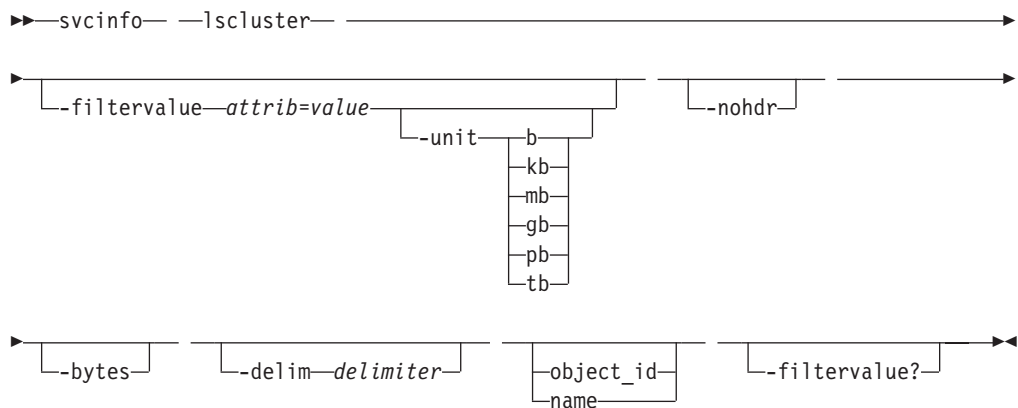 svcinfo lscluster
-filtervalue attrib=value -nohdr
-unit b
kb
mb
gb
pb
tb
-bytes -delim delimiter object_id -filtervalue?
name